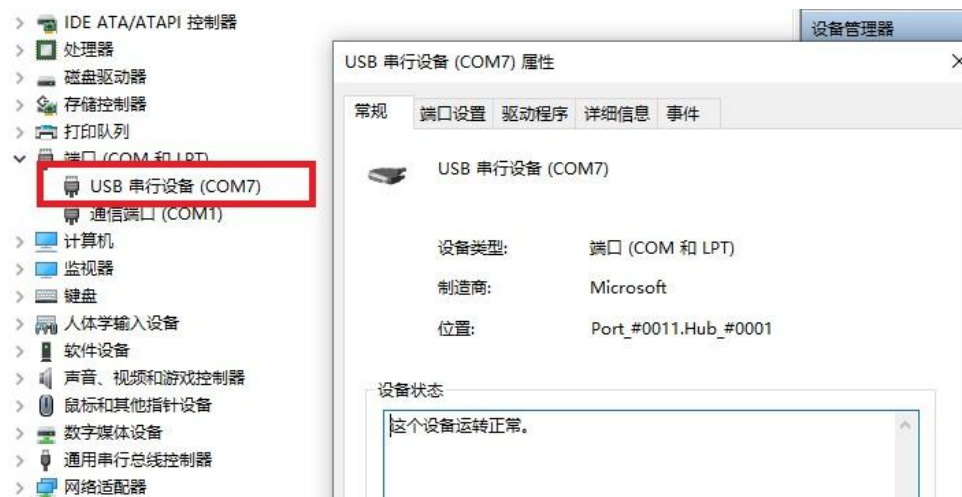 IDE ATA/ATAPI 控制器
处理器
磁盘驱动器
存储控制器
打印队列
端口 (COM 和 LPT)
USB 串行设备 (COM7)
通信端口 (COM1)
计算机
监视器
键盘
人体学输入设备
软件设备
声音、视频和游戏控制器
鼠标和其他指针设备
数字媒体设备
通用串行总线控制器
网络适配器
设备管理器
USB 串行设备 (COM7) 属性
常规 端口设置 驱动程序 详细信息 事件
USB 串行设备 (COM7)
设备类型: 端口 (COM 和 LPT)
制造商: Microsoft
位置: Port_#0011.Hub_#0001
设备状态
这个设备运转正常。